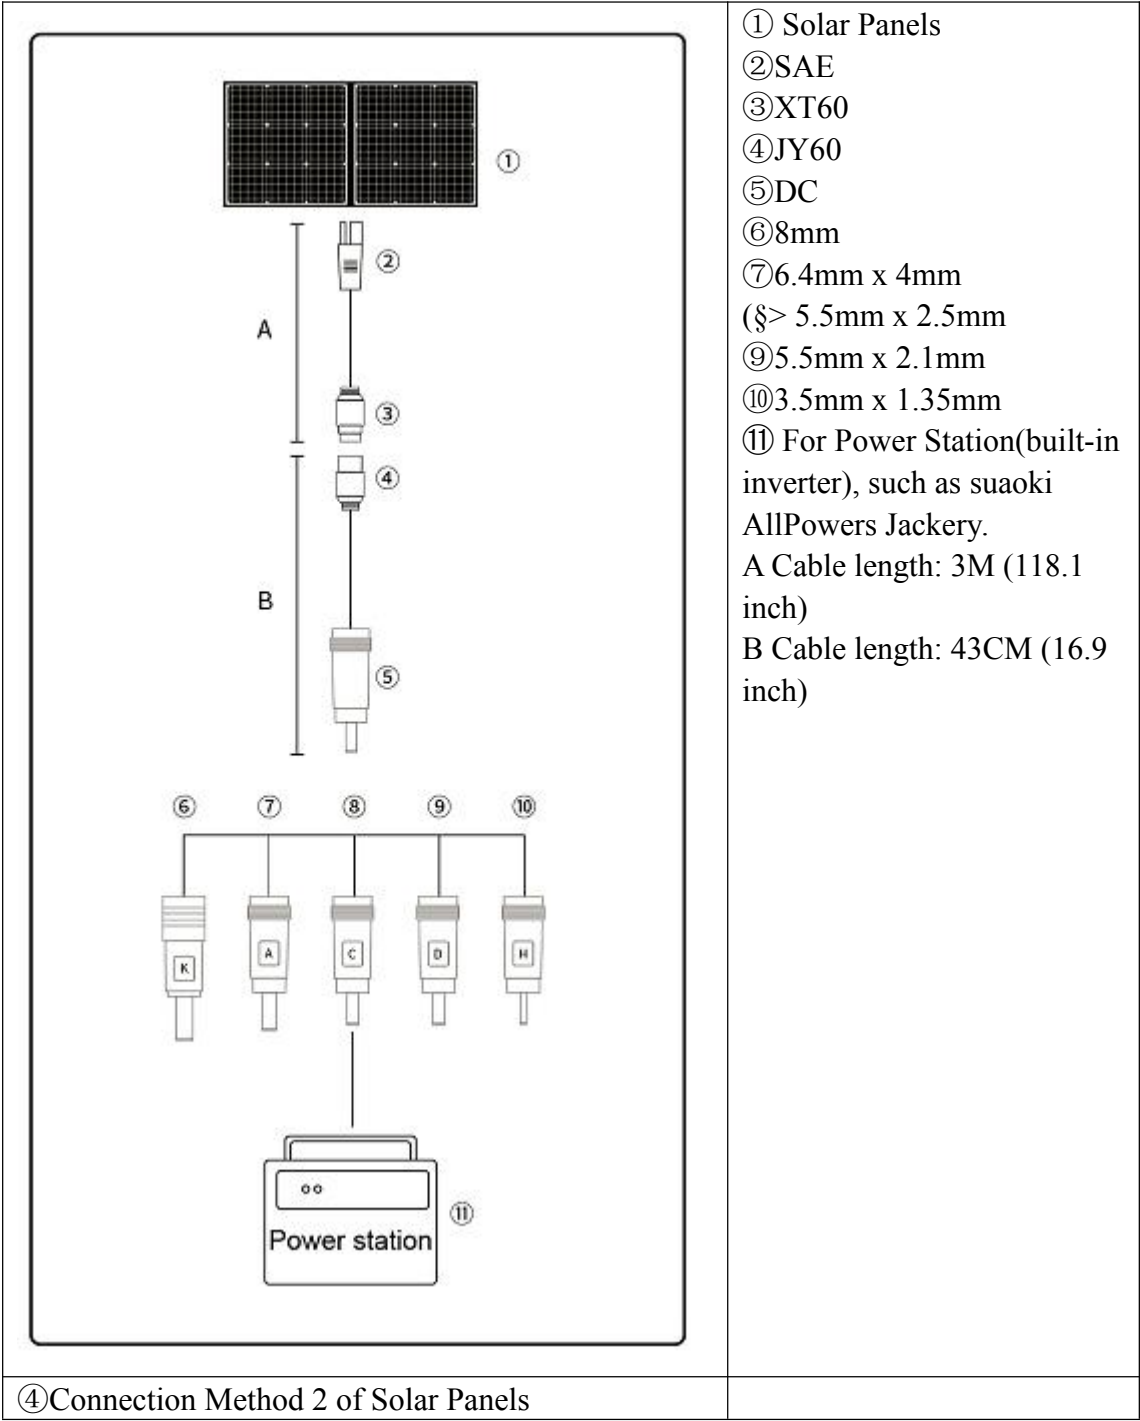 ①
②
A
③
④
B
⑤
⑥ ⑦ ⑧ ⑨ ⑩
K A C D H
⑪
Power station
① Solar Panels
②SAE
③XT60
④JY60
⑤DC
⑥8mm
⑦6.4mm x 4mm
(§> 5.5mm x 2.5mm
⑨5.5mm x 2.1mm
⑩3.5mm x 1.35mm
⑪ For Power Station(built-in
inverter), such as suaoki
AllPowers Jackery.
A Cable length: 3M (118.1
inch)
B Cable length: 43CM (16.9
inch)
④Connection Method 2 of Solar Panels